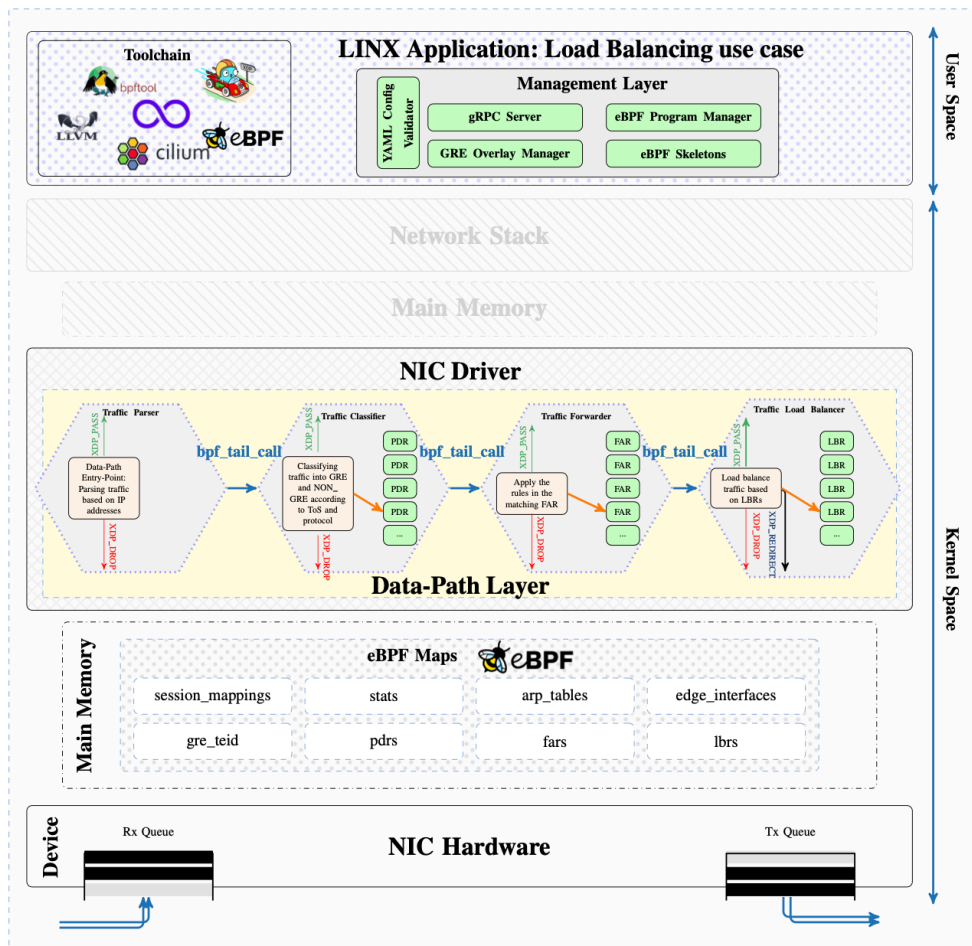 LINX Application: Load Balancing use case
Toolchain
bpftool
LLVM
cilium
eBPF
Management Layer
YAML Config
Validator
gRPC Server
eBPF Program Manager
GRE Overlay Manager
eBPF Skeletons
User Space
Network Stack
Main Memory
NIC Driver
Traffic Parser
XDP_PASS
Data-Path
Entry-Point:
Parsing traffic
based on IP
addresses
XDP_DROP
bpf_tail_call
Traffic Classifier
XDP_PASS
Classifying
traffic into GRE
and NON_
GRE according
to ToS and
protocol
XDP_DROP
PDR
PDR
PDR
PDR
...
bpf_tail_call
Traffic Forwarder
XDP_PASS
Apply the
rules in the
matching FAR
XDP_DROP
FAR
FAR
FAR
FAR
...
bpf_tail_call
Traffic Load Balancer
XDP_PASS
Load balance
traffic based
on LBRs
XDP_DROP
XDP_REDIRECT
LBR
LBR
LBR
LBR
...
Data-Path Layer
Kernel Space
Main Memory
eBPF Maps
eBPF
session_mappings
stats
arp_tables
edge_interfaces
gre_teid
pdrs
fars
lbrs
Device
Rx Queue
NIC Hardware
Tx Queue